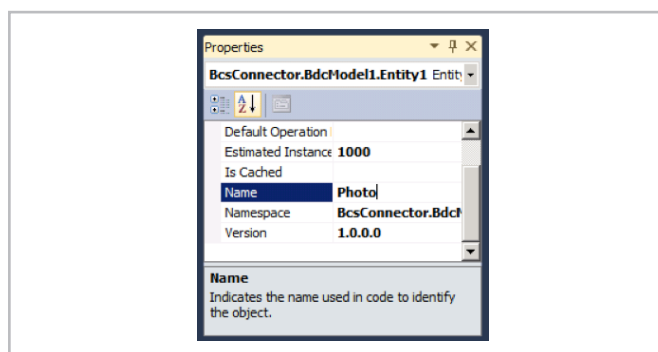 Properties
BcsConnector.BdcModel1.Entity1 Entit
Default Operation
Estimated Instance 1000
Is Cached
Name Photo
Namespace BcsConnector.Bdc
Version 1.0.0.0
Name
Indicates the name used in code to identify
the object.